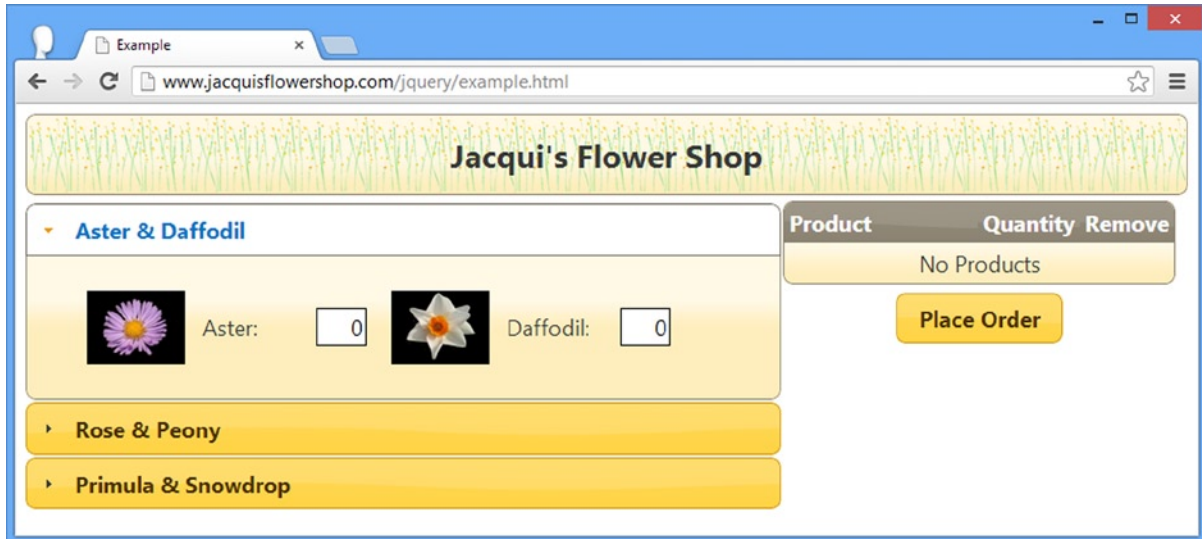 Example
www.jacquisflowershop.com/jquery/example.html
Jacqui's Flower Shop
Aster & Daffodil
Aster: 0 Daffodil: 0
Rose & Peony
Primula & Snowdrop
Product Quantity Remove
No Products
Place Order